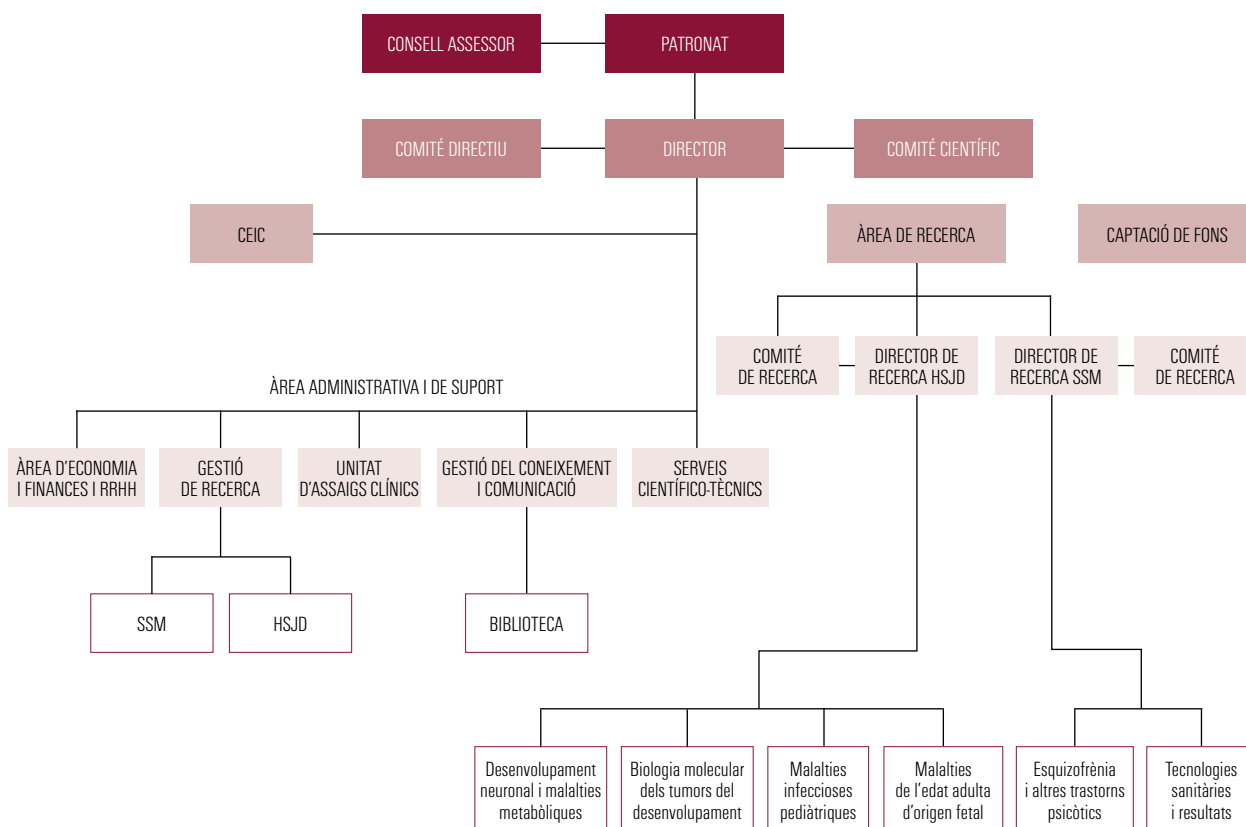 CONSELL ASSESSOR
PATRONAT
COMITÉ DIRECTIU
DIRECTOR
COMITÉ CIENTÍFIC
CEIC
ÀREA DE RECERCA
CAPTACIÓ DE FONS
COMITÉ
DE RECERCA
DIRECTOR DE
RECERCA HSJD
DIRECTOR DE
RECERCA SSM
COMITÉ
DE RECERCA
ÀREA ADMINISTRATIVA I DE SUPORT
ÀREA D'ECONOMIA
I FINANCES I RRHH
GESTIÓ
DE RECERCA
UNITAT
D'ASSAIGS CLÍNICS
GESTIÓ DEL CONEIXEMENT
I COMUNICACIÓ
SERVEIS
CIENTÍFICO-TÈCNICS
SSM
HSJD
BIBLIOTECA
Desenvolupament
neuronal i malalties
metabòliques
Biologia molecular
dels tumors del
desenvolupament
Malalties
infeccioses
pediàtriques
Malalties
de l'edat adulta
d'origen fetal
Esquizofrènia
i altres trastorns
psicòtics
Tecnologies
sanitàries
i resultats